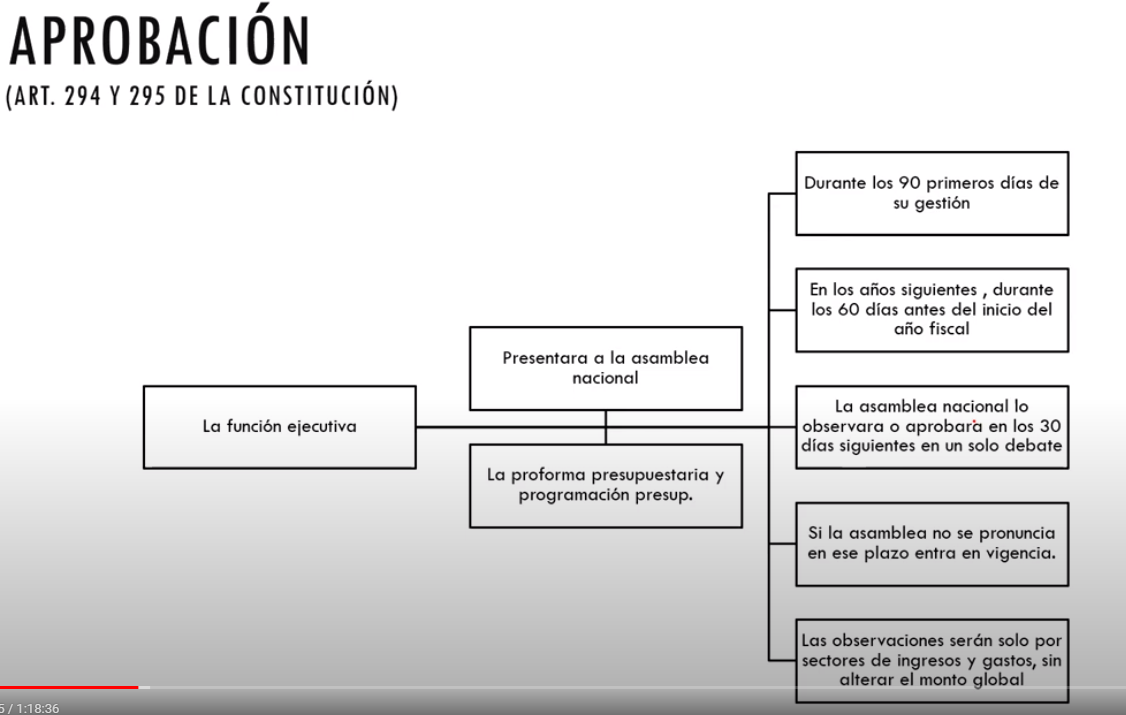 APROBACIÓN
(ART. 294 Y 295 DE LA CONSTITUCIÓN)
La función ejecutiva
Presentara a la asamblea
nacional
La proforma presupuestaria y
programación presup.
Durante los 90 primeros días de
su gestión
En los años siguientes , durante
los 60 días antes del inicio del
año fiscal
La asamblea nacional lo
observara o aprobara en los 30
días siguientes en un solo debate
Si la asamblea no se pronuncia
en ese plazo entra en vigencia.
Las observaciones serán solo por
sectores de ingresos y gastos, sin
alterar el monto global
5 / 1:18:36